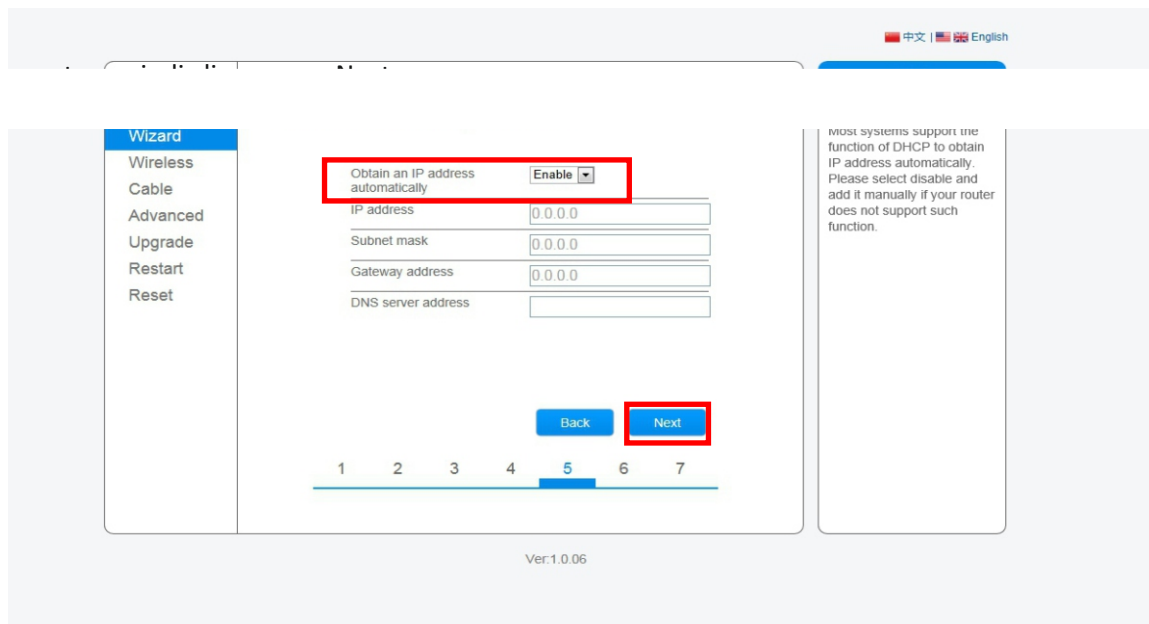 中文 | English
Wizard
Wireless
Cable
Advanced
Upgrade
Restart
Reset
Obtain an IP address
automatically
Enable
IP address
0.0.0.0
Subnet mask
0.0.0.0
Gateway address
0.0.0.0
DNS server address
Back
Next
1 2 3 4 5 6 7
Most systems support the
function of DHCP to obtain
IP address automatically.
Please select disable and
add it manually if your router
does not support such
function.
Ver:1.0.06